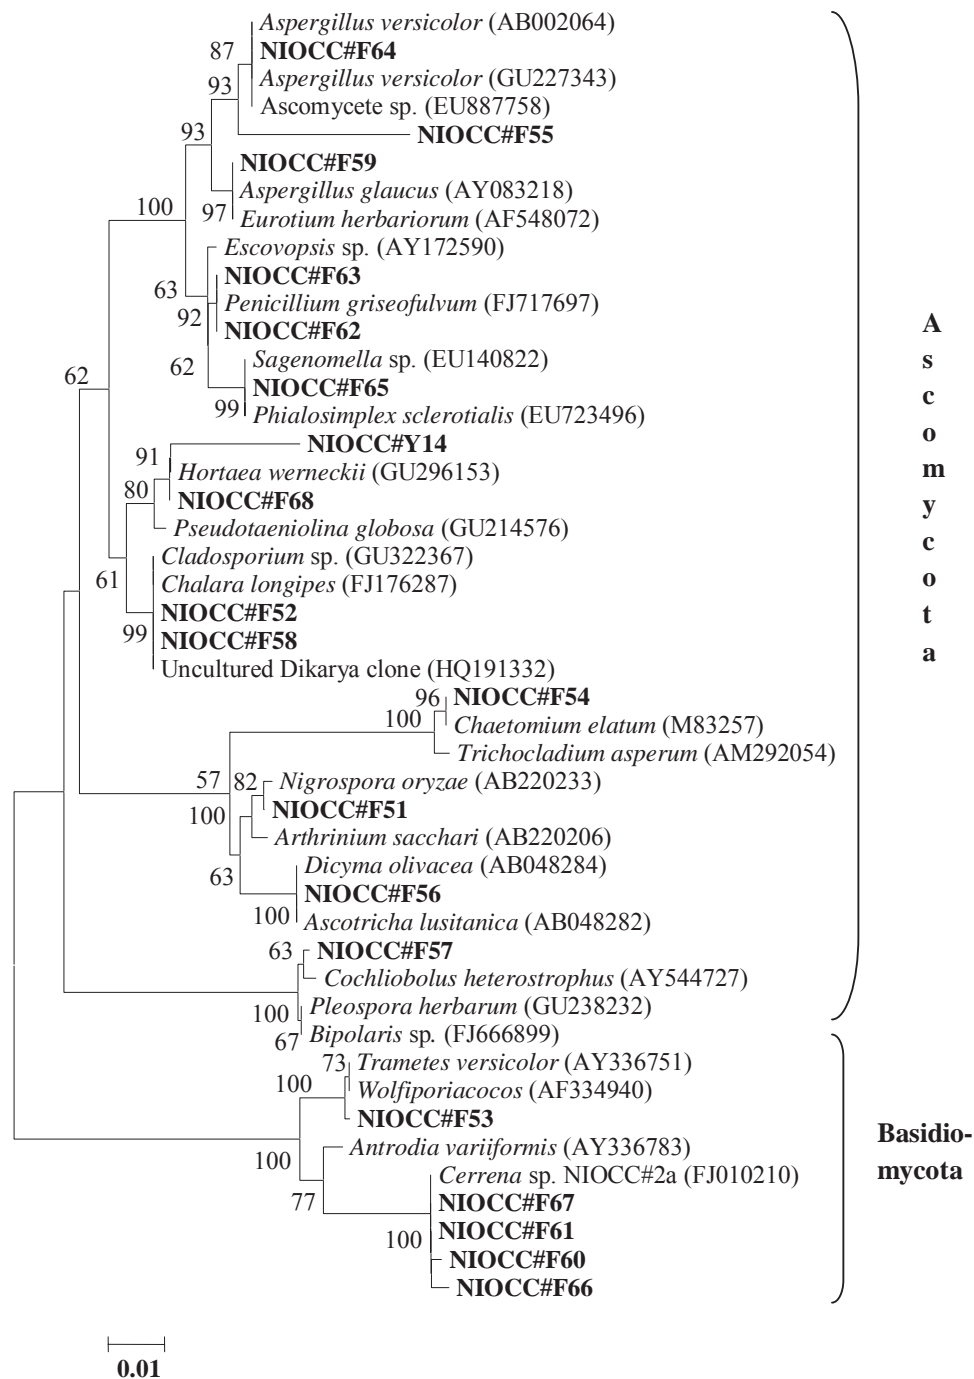 Aspergillus versicolor (AB002064)
87
NIOCC#F64
Aspergillus versicolor (GU227343)
93
Ascomycete sp. (EU887758)
93
NIOCC#F55
NIOCC#F59
Aspergillus glaucus (AY083218)
100
97
Eurotium herbariorum (AF548072)
Escovopsis sp. (AY172590)
NIOCC#F63
63
Penicillium griseofulvum (FJ717697)
92
NIOCC#F62
Sagenomella sp. (EU140822)
62
62
NIOCC#F65
99
Phialosimplex sclerotialis (EU723496)
NIOCC#Y14
91
Hortaea werneckii (GU296153)
80
NIOCC#F68
Pseudotaeniolina globosa (GU214576)
Cladosporium sp. (GU322367)
61
Chalara longipes (FJ176287)
NIOCC#F52
99
NIOCC#F58
Uncultured Dikarya clone (HQ191332)
96
NIOCC#F54
100
Chaetomium elatum (M83257)
Trichocladium asperum (AM292054)
57
82
Nigrospora oryzae (AB220233)
100
NIOCC#F51
Arthrinium sacchari (AB220206)
Dicyma olivacea (AB048284)
63
NIOCC#F56
100
Ascotricha lusitanica (AB048282)
63
NIOCC#F57
Cochliobolus heterostrophus (AY544727)
100
Pleospora herbarum (GU238232)
67
Bipolaris sp. (FJ666899)
A
s
c
o
m
y
c
o
t
a
73
Trametes versicolor (AY336751)
100
Wolfiporiacocos (AF334940)
NIOCC#F53
Antrodia variiformis (AY336783)
100
Cerrena sp. NIOCC#2a (FJ010210)
77
NIOCC#F67
NIOCC#F61
100
NIOCC#F60
NIOCC#F66
Basidio-
mycota
0.01